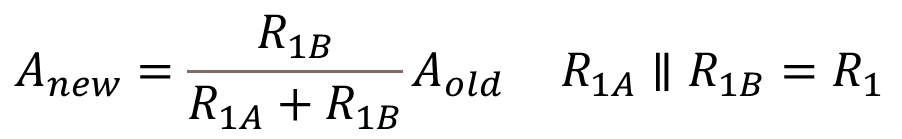 A_new = R_1B / (R_1A + R_1B) A_old    R_1A ∥ R_1B = R_1